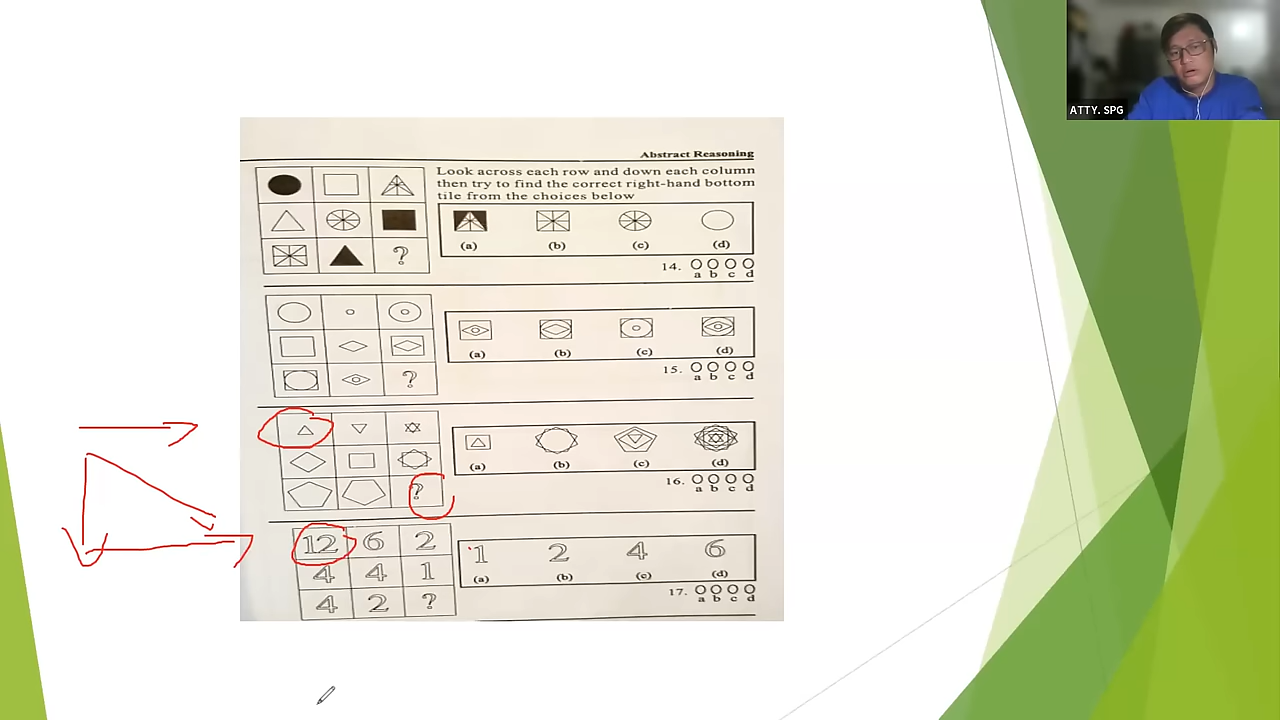 ATTY. SPG
Abstract Reasoning
Look across each row and down each column
then try to find the correct right-hand bottom
tile from the choices below
?
(a) (b) (c) (d)
14.
a b c d
?
(a) (b) (c) (d)
15.
a b c d
?
(a) (b) (c) (d)
16.
a b c d
12 6 2
4 4 1
4 2 ?
1 2 4 6
(a) (b) (c) (d)
17.
a b c d